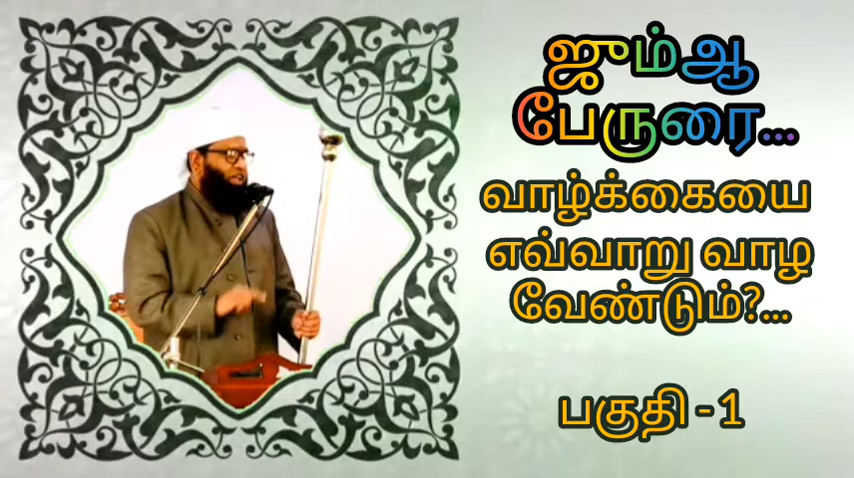 ஜும்ஆ
பேருரை...
வாழ்க்கையை
எவ்வாறு வாழ
வேண்டும்?...
பகுதி - 1